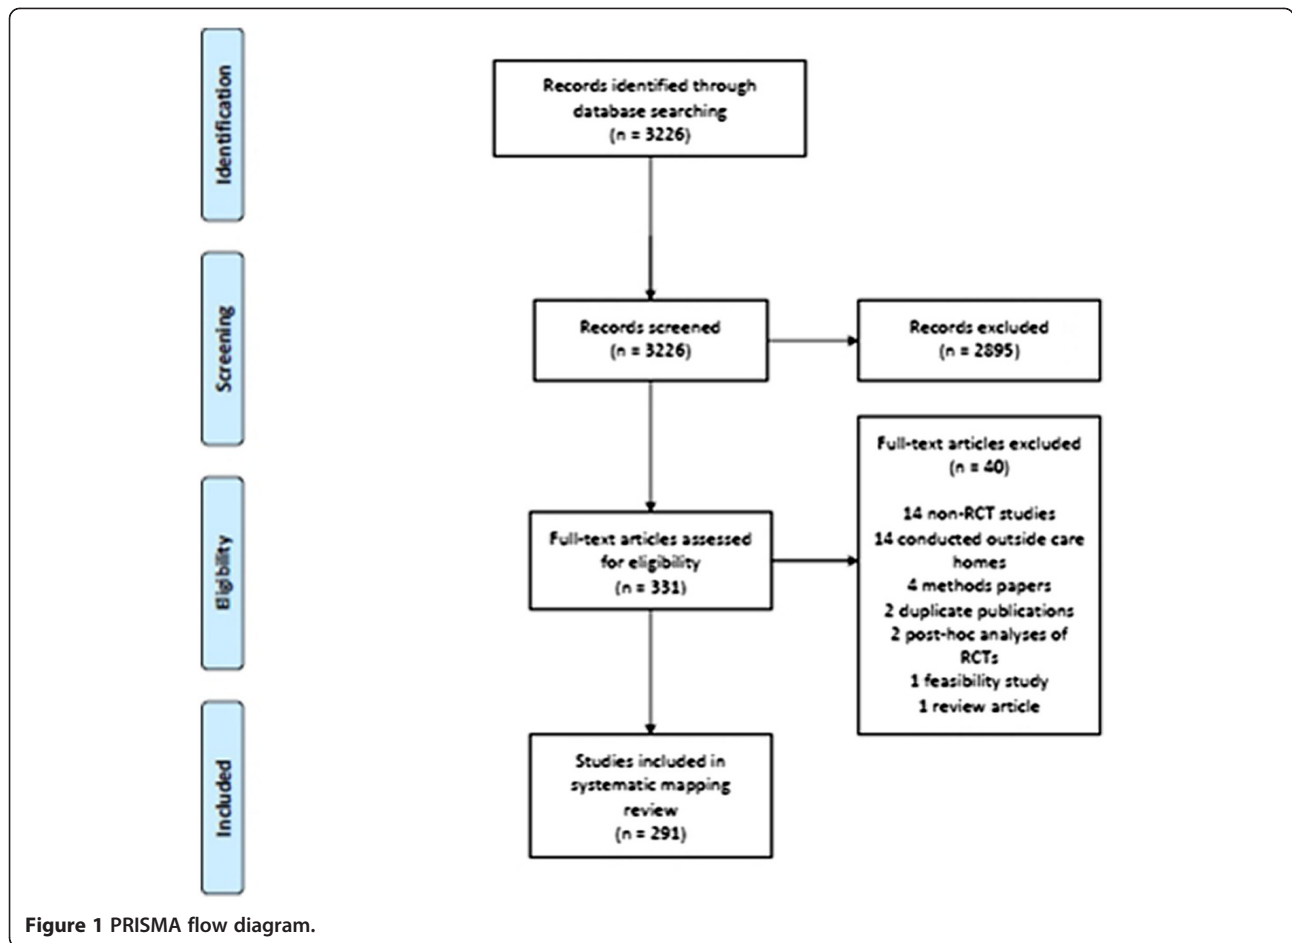 Identification
Records identified through
database searching
(n = 3226)
Screening
Records screened
(n = 3226)
Records excluded
(n = 2895)
Eligibility
Full-text articles assessed
for eligibility
(n = 331)
Full-text articles excluded
(n = 40)
14 non-RCT studies
14 conducted outside care
homes
4 methods papers
2 duplicate publications
2 post-hoc analyses of
RCTs
1 feasibility study
1 review article
Included
Studies included in
systematic mapping
review
(n = 291)
Figure 1 PRISMA flow diagram.